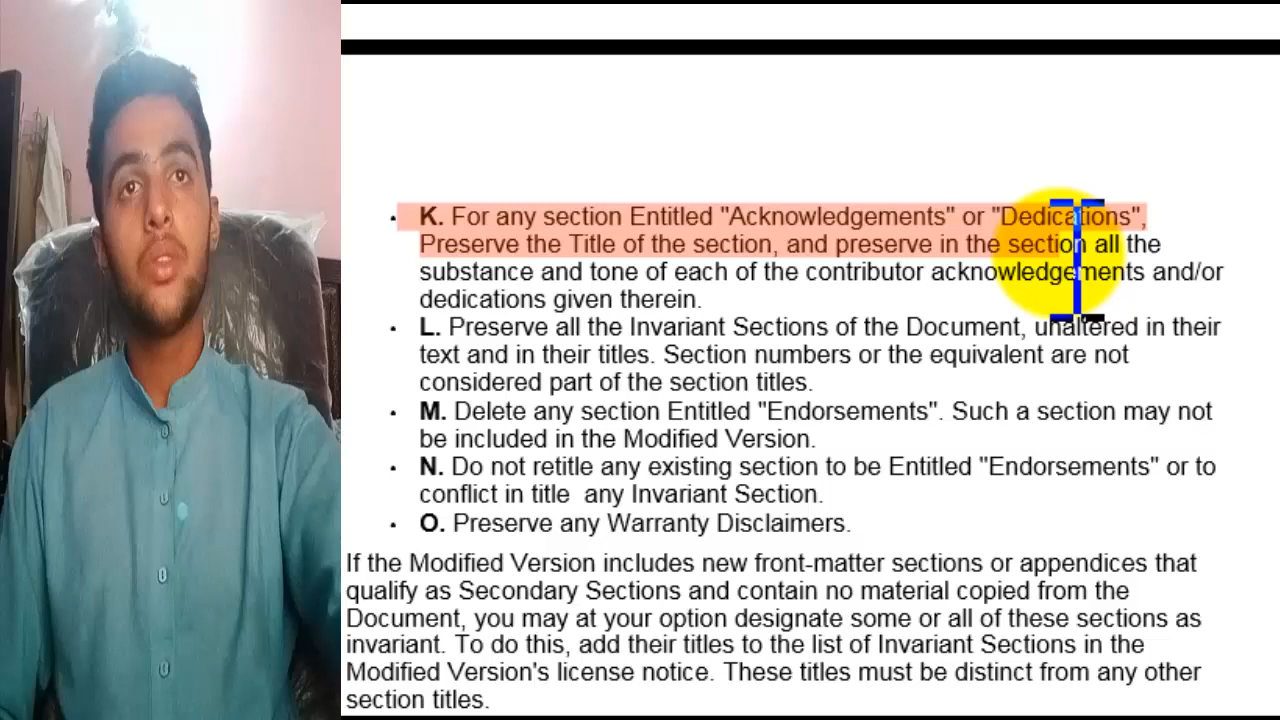 K. For any section Entitled "Acknowledgements" or "Dedications",
Preserve the Title of the section, and preserve in the section all the
substance and tone of each of the contributor acknowledgements and/or
dedications given therein.
L. Preserve all the Invariant Sections of the Document, unaltered in their
text and in their titles. Section numbers or the equivalent are not
considered part of the section titles.
M. Delete any section Entitled "Endorsements". Such a section may not
be included in the Modified Version.
N. Do not retitle any existing section to be Entitled "Endorsements" or to
conflict in title any Invariant Section.
O. Preserve any Warranty Disclaimers.
If the Modified Version includes new front-matter sections or appendices that
qualify as Secondary Sections and contain no material copied from the
Document, you may at your option designate some or all of these sections as
invariant. To do this, add their titles to the list of Invariant Sections in the
Modified Version's license notice. These titles must be distinct from any other
section titles.